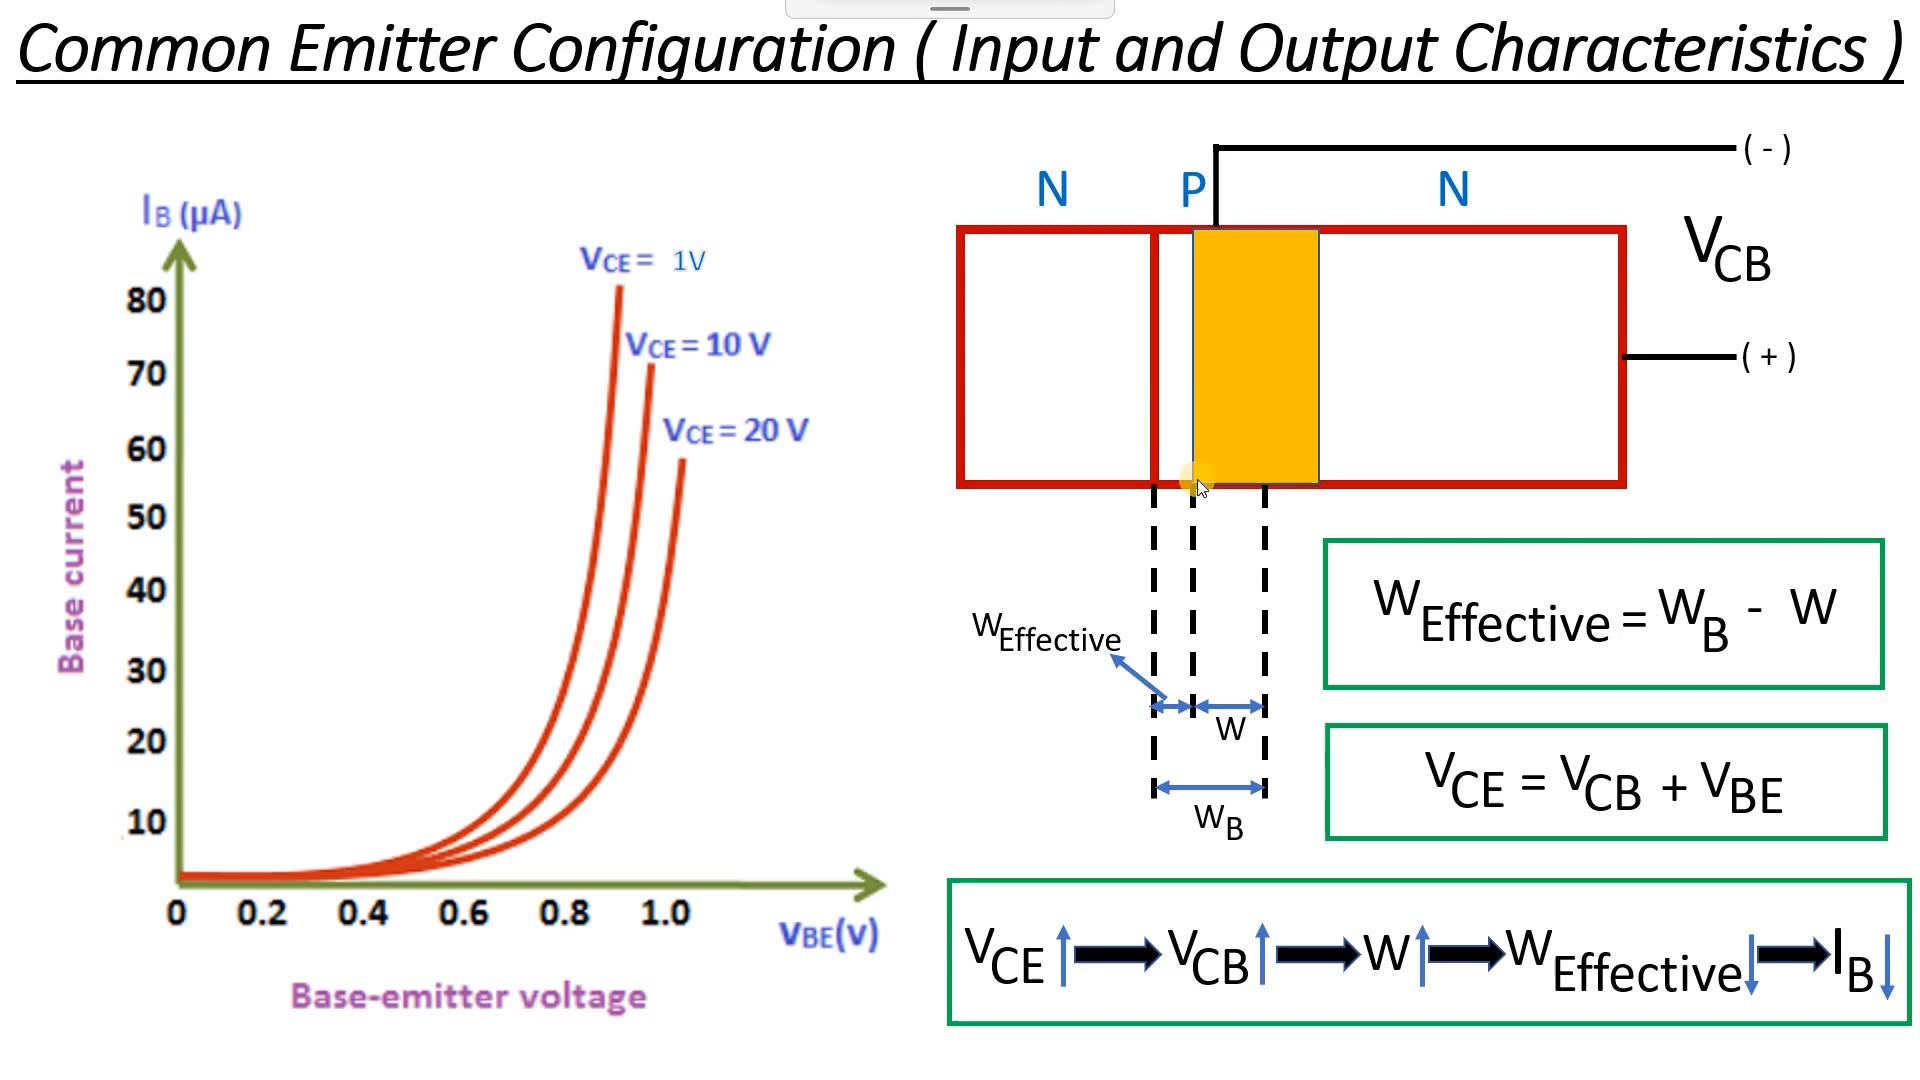 Common Emitter Configuration ( Input and Output Characteristics )
IB (µA)
80
70
60
50
40
30
20
10
Base current
VCE = 1V
VCE = 10 V
VCE = 20 V
0 0.2 0.4 0.6 0.8 1.0
VBE(v)
Base-emitter voltage
N P N
( - )
VCB
( + )
WEffective
W
WB
WEffective = WB - W
VCE = VCB + VBE
VCE ↑ ➡ VCB ↑ ➡ W ↑ ➡ WEffective ↓ ➡ IB ↓